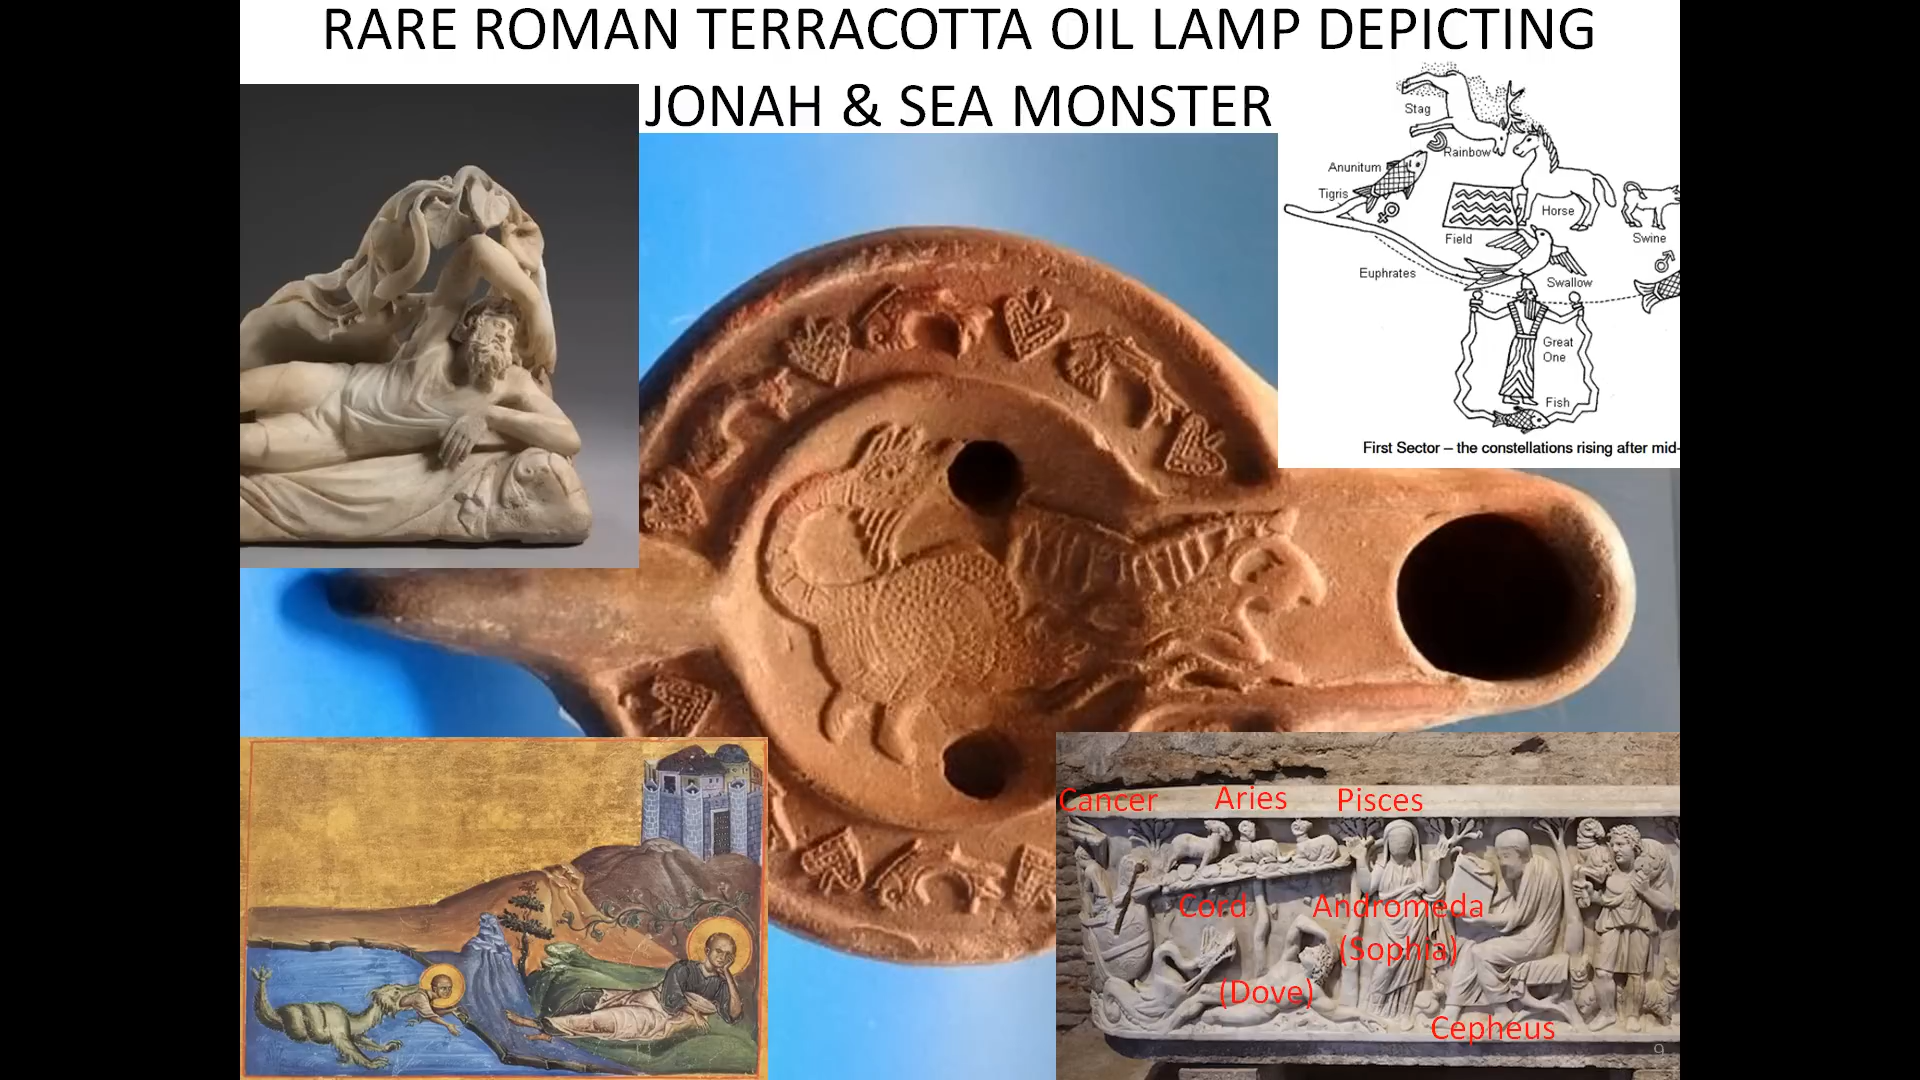 RARE ROMAN TERRACOTTA OIL LAMP DEPICTING
JONAH & SEA MONSTER
Stag
Rainbow
Anunitum
Tigris
Horse
Field
Swine
Euphrates
Swallow
Great
One
Fish
First Sector – the constellations rising after mid-
Cancer Aries Pisces
Cord Andromeda
(Sophia)
(Dove)
Cepheus
9